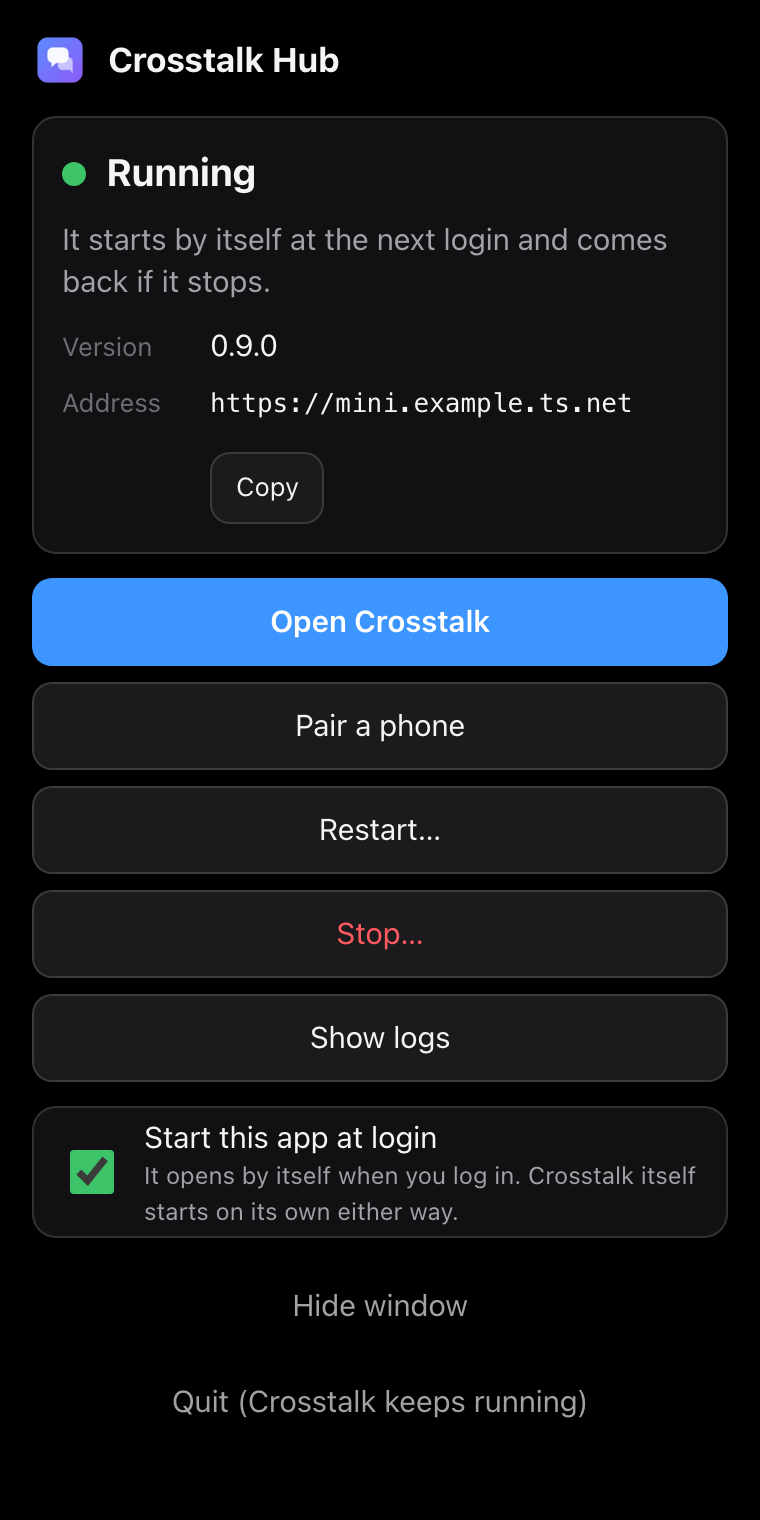 Crosstalk Hub
Running
It starts by itself at the next login and comes
back if it stops.
Version 0.9.0
Address https://mini.example.ts.net
Copy
Open Crosstalk
Pair a phone
Restart...
Stop...
Show logs
Start this app at login
It opens by itself when you log in. Crosstalk itself
starts on its own either way.
Hide window
Quit (Crosstalk keeps running)